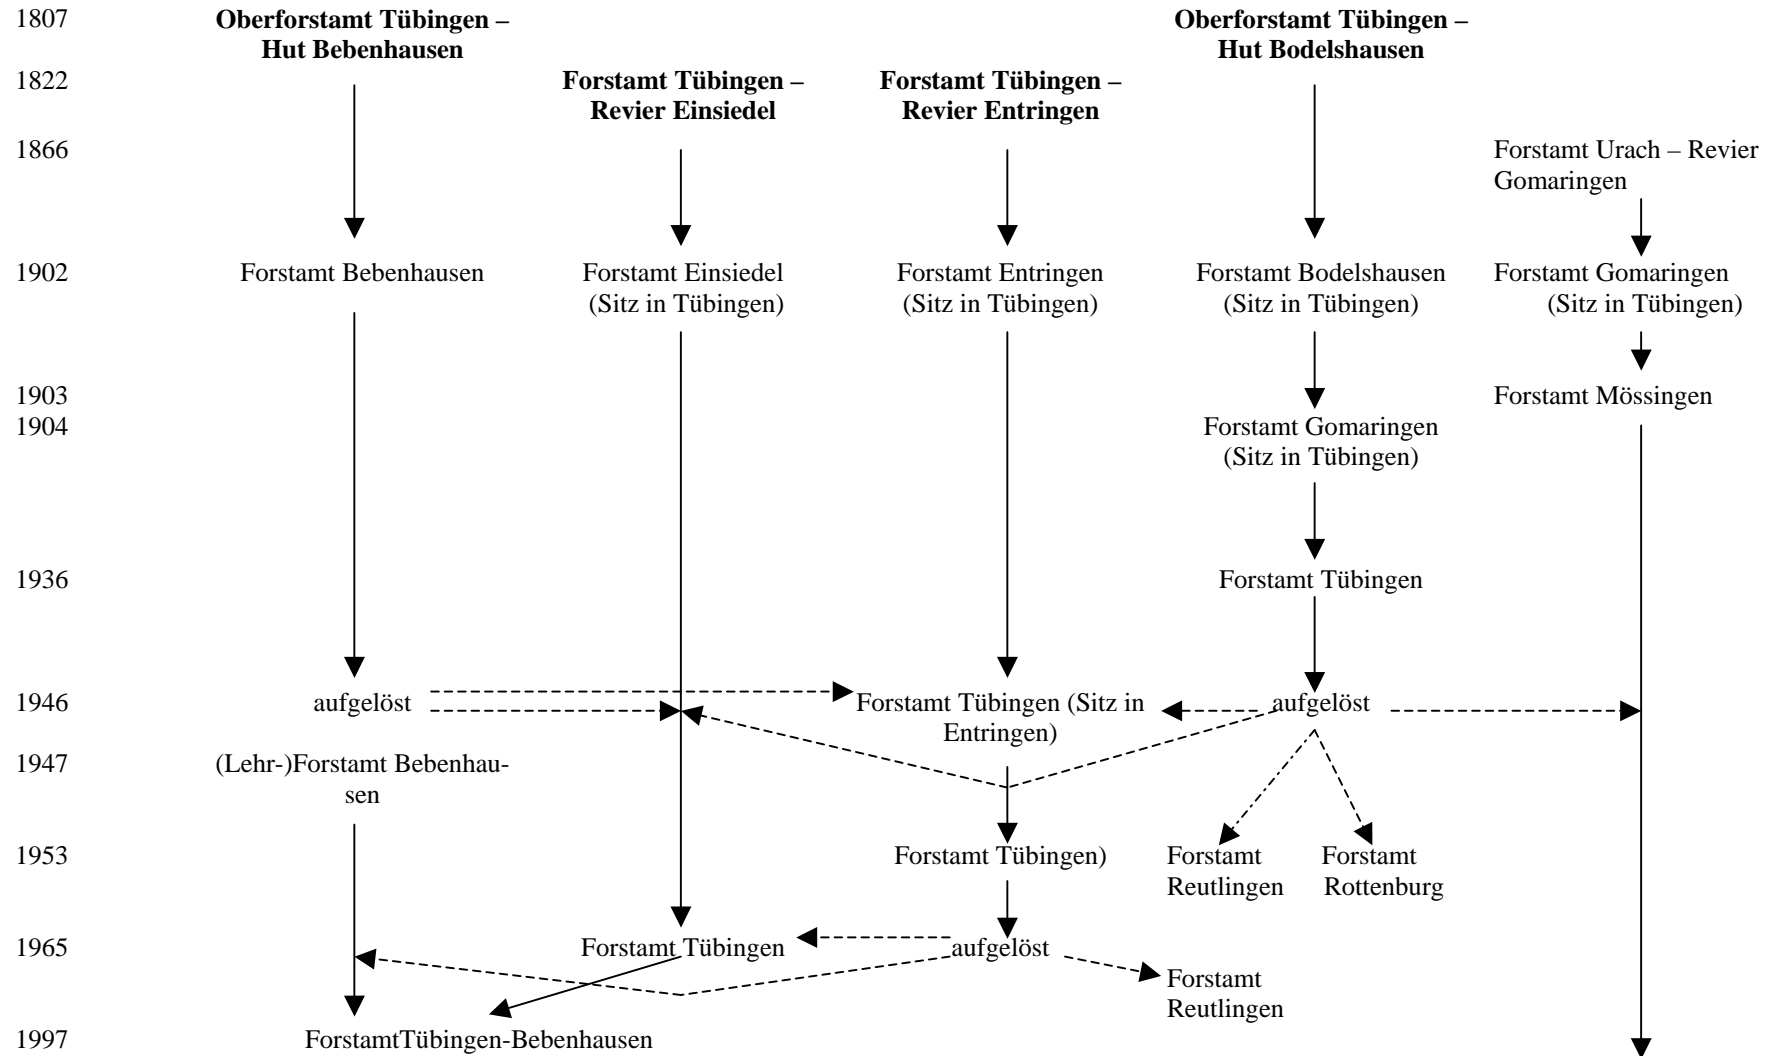 1807
Oberforstamt Tübingen –
Hut Bebenhausen
Oberforstamt Tübingen –
Hut Bodelshausen
1822
Forstamt Tübingen –
Revier Einsiedel
Forstamt Tübingen –
Revier Entringen
1866
Forstamt Urach – Revier
Gomaringen
1902
Forstamt Bebenhausen
Forstamt Einsiedel
(Sitz in Tübingen)
Forstamt Entringen
(Sitz in Tübingen)
Forstamt Bodelshausen
(Sitz in Tübingen)
Forstamt Gomaringen
(Sitz in Tübingen)
1903
Forstamt Mössingen
1904
Forstamt Gomaringen
(Sitz in Tübingen)
1936
Forstamt Tübingen
1946
aufgelöst
Forstamt Tübingen (Sitz in
Entringen)
aufgelöst
1947
(Lehr-)Forstamt Bebenhau-
sen
1953
Forstamt Tübingen)
Forstamt
Reutlingen
Forstamt
Rottenburg
1965
Forstamt Tübingen
aufgelöst
Forstamt
Reutlingen
1997
ForstamtTübingen-Bebenhausen